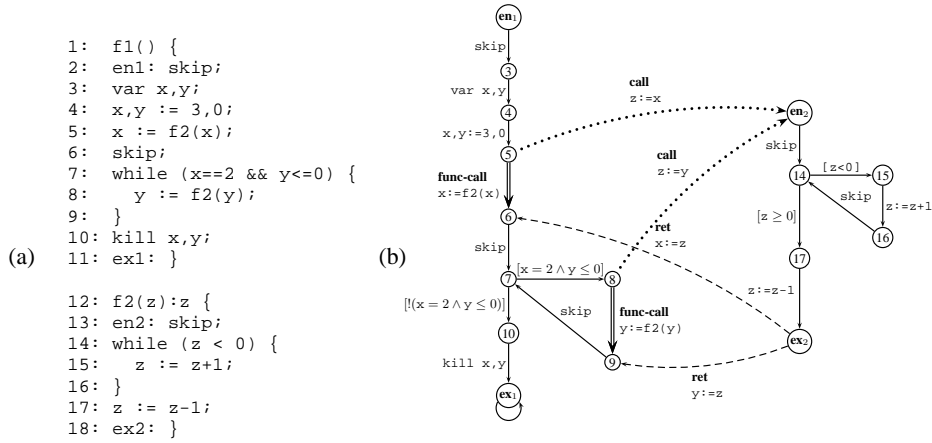 (a)
1: f1() {
2: en1: skip;
3: var x,y;
4: x,y := 3,0;
5: x := f2(x);
6: skip;
7: while (x==2 && y<=0) {
8: y := f2(y);
9: }
10: kill x,y;
11: ex1: }
12: f2(z):z {
13: en2: skip;
14: while (z < 0) {
15: z := z+1;
16: }
17: z := z-1;
18: ex2: }
(b)
en₁
skip
3
var x,y
4
x,y:=3,0
5
func-call
x:=f2(x)
6
skip
7
[x = 2 ∧ y ≤ 0]
8
[!(x = 2 ∧ y ≤ 0)]
skip
func-call
y:=f2(y)
10
9
kill x,y
ex₁
call
z:=x
call
z:=y
ret
x:=z
ret
y:=z
en₂
skip
14
[z<0]
15
skip
z:=z+1
16
[z ≥ 0]
17
z:=z-1
ex₂